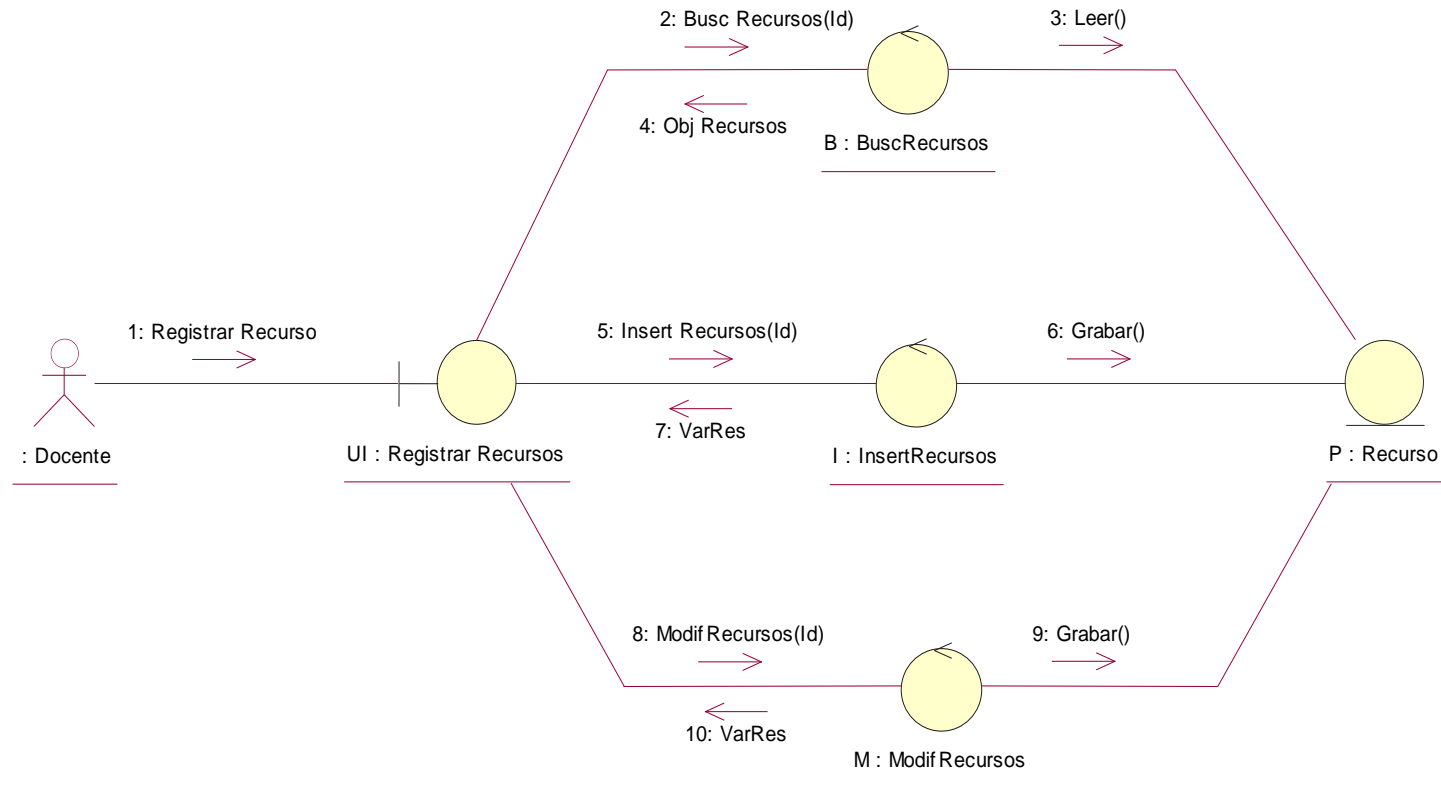 2: Busc Recursos(Id)
3: Leer()
4: Obj Recursos
B : BuscRecursos
1: Registrar Recurso
5: Insert Recursos(Id)
6: Grabar()
7: VarRes
: Docente
UI : Registrar Recursos
I : InsertRecursos
P : Recurso
8: Modif Recursos(Id)
9: Grabar()
10: VarRes
M : Modif Recursos